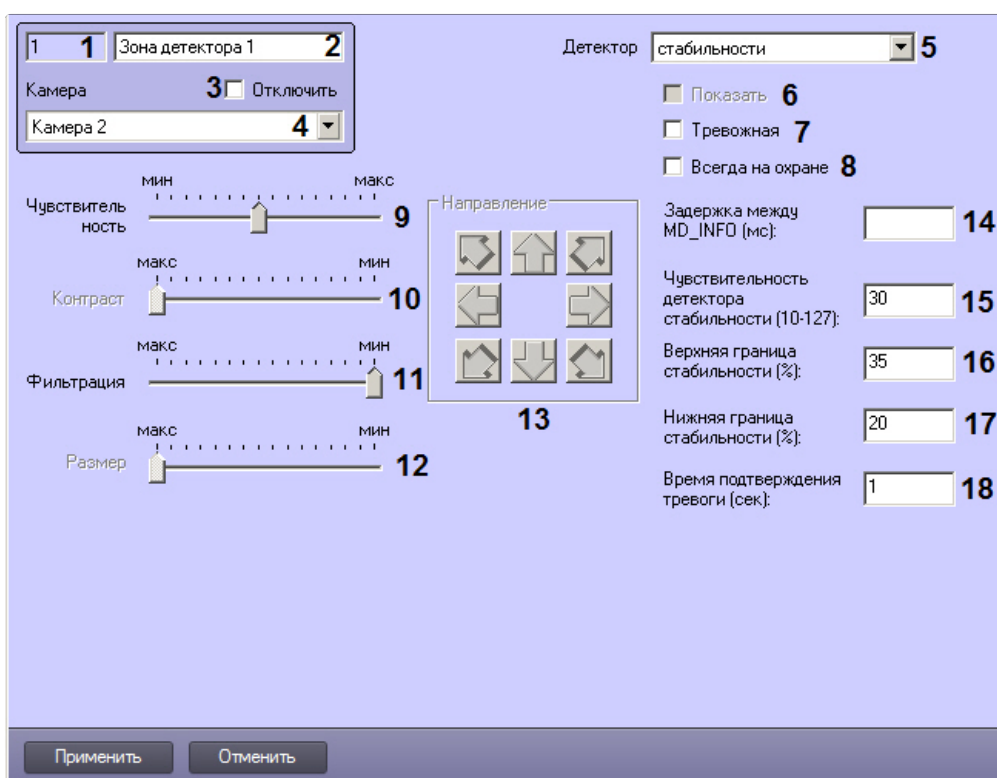 1 1 Зона детектора 1 2
Детектор стабильности 5
Камера 3 Отключить
Камера 2 4
Показать 6
Тревожная 7
Всегда на охране 8
мин макс
Чувствитель
ность
9
макс мин
Контраст 10
макс мин
Фильтрация 11
макс мин
Размер 12
Направление
13
Задержка между
MD_INFO (мс):
14
Чувствительность
детектора
стабильности (10-127):
30 15
Верхняя граница
стабильности (%):
35 16
Нижняя граница
стабильности (%):
20 17
Время подтверждения
тревоги (сек):
1 18
Применить Отменить